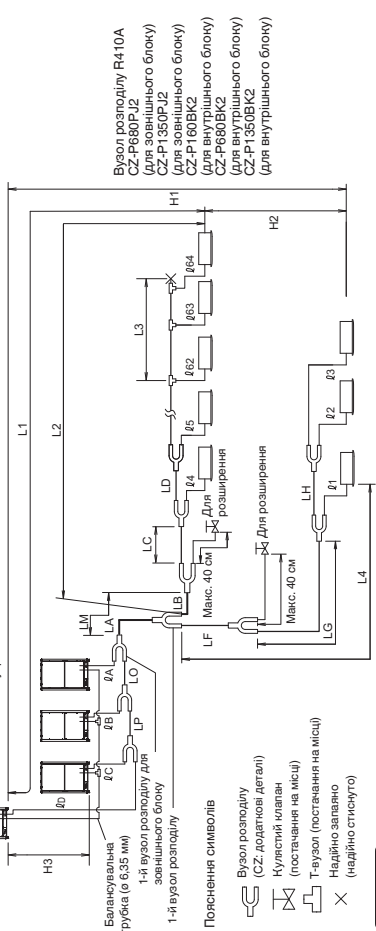 Вузол розподілу R410A
CZ-P680PJ2
(для зовнішнього блоку)
CZ-P1350PJ2
(для зовнішнього блоку)
CZ-P160BK2
(для внутрішнього блоку)
CZ-P680BK2
(для внутрішнього блоку)
CZ-P1350BK2
(для внутрішнього блоку)
H1
L1
L2
H2
L3
ℓ62
ℓ63
ℓ64
LD
ℓ4
ℓ5
LC
Для
розширення
Макс. 40 см
LM
LA
LB
LF
Для розширення
Макс. 40 см
LG
LH
ℓ1
ℓ2
ℓ3
L4
ℓA
ℓB
ℓC
ℓD
LO
LP
H3
Балансувальна
трубка (ø 6,35 мм)
1-й вузол розподілу для
зовнішнього блоку
1-й вузол розподілу
Пояснення символів
Вузол розподілу
(CZ: додаткові деталі)
Кулястий клапан
(постачання на місці)
Т-вузол (постачання на місці)
Надійно запаяно
(надійно стиснуто)